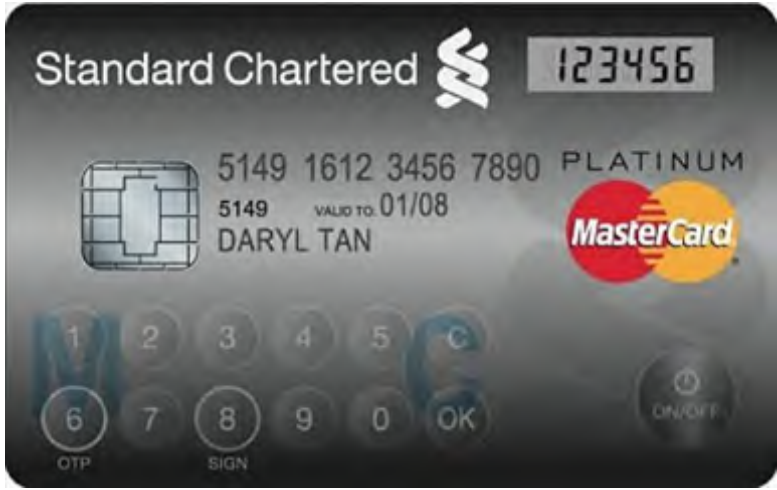 Standard Chartered
123456
5149 1612 3456 7890
PLATINUM
5149 VALID TO: 01/08
DARYL TAN
MasterCard
1 2 3 4 5 C
M C
6 7 8 9 0 OK
OTP SIGN
ON/OFF